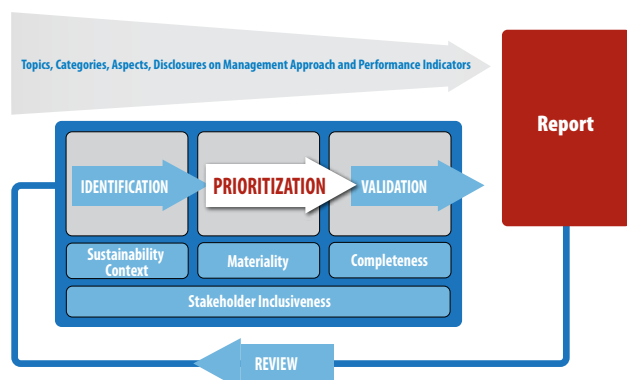 Topics, Categories, Aspects, Disclosures on Management Approach and Performance Indicators
Report
IDENTIFICATION
PRIORITIZATION
VALIDATION
Sustainability
Context
Materiality
Completeness
Stakeholder Inclusiveness
REVIEW